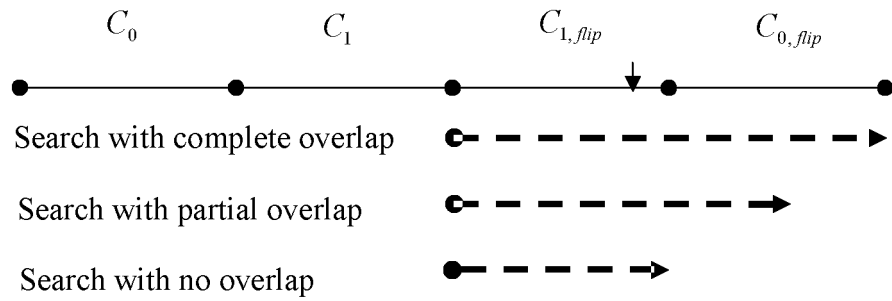 C₀ C₁ C₁,flip C₀,flip
Search with complete overlap
Search with partial overlap
Search with no overlap